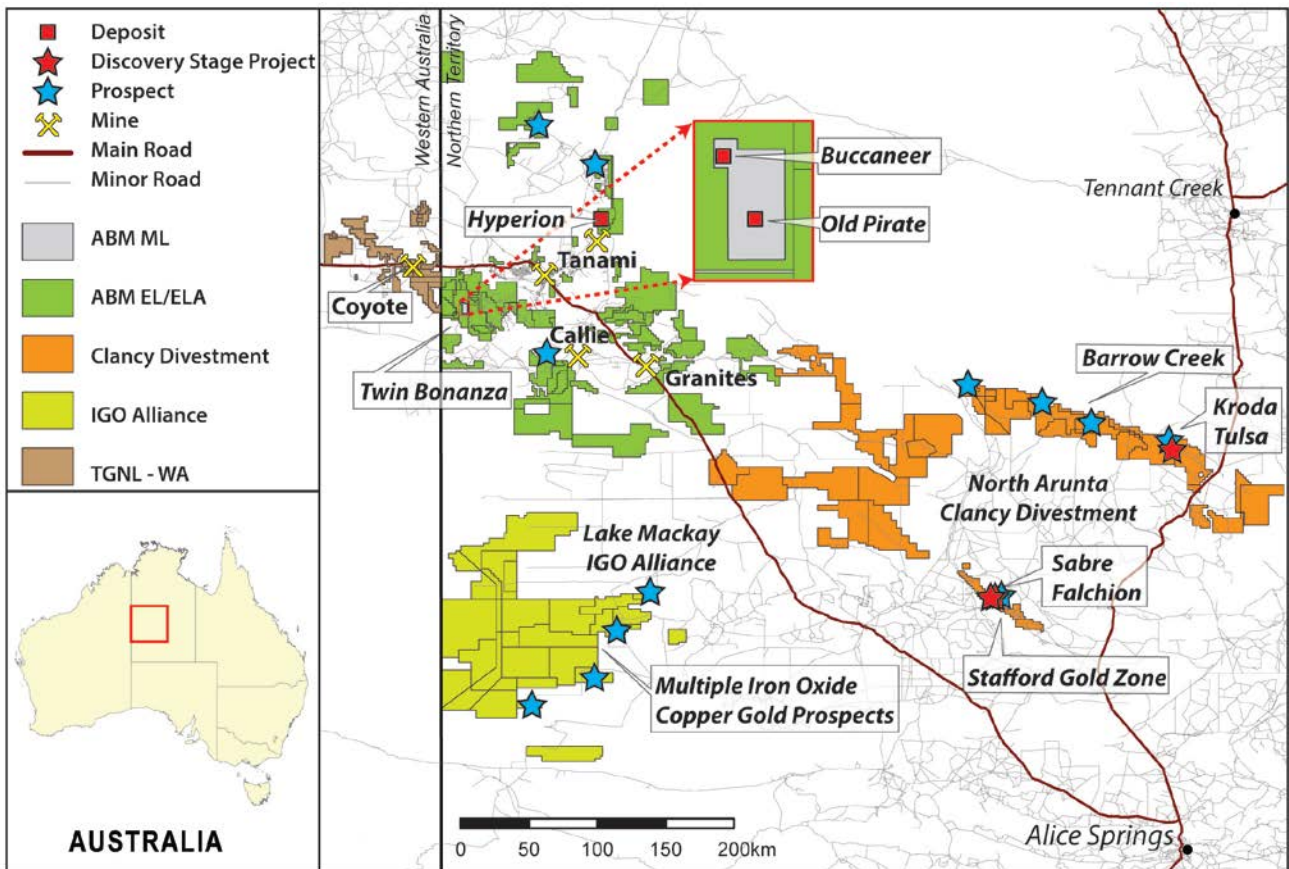 Deposit
Discovery Stage Project
Prospect
Mine
Main Road
Minor Road
ABM ML
ABM EL/ELA
Clancy Divestment
IGO Alliance
TGNL - WA
AUSTRALIA
Western Australia
Northern Territory
Buccaneer
Old Pirate
Tennant Creek
Hyperion
Tanami
Coyote
Callie
Twin Bonanza
Granites
Barrow Creek
Kroda
Tulsa
North Arunta
Clancy Divestment
Lake Mackay
IGO Alliance
Sabre
Falchion
Stafford Gold Zone
Multiple Iron Oxide
Copper Gold Prospects
0 50 100 150 200km
Alice Springs